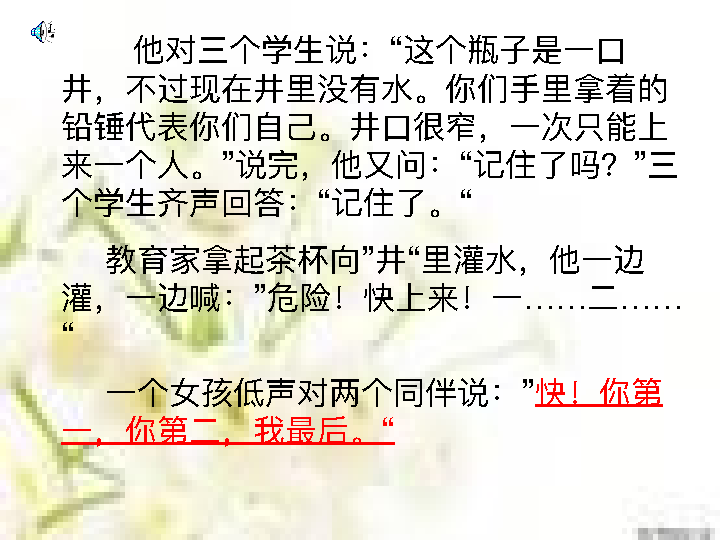 他对三个学生说：“这个瓶子是一口
井，不过现在井里没有水。你们手里拿着的
铅锤代表你们自己。井口很窄，一次只能上
来一个人。”说完，他又问：“记住了吗？”三
个学生齐声回答：“记住了。“
教育家拿起茶杯向”井“里灌水，他一边
灌，一边喊：”危险！快上来！一……二……
“
一个女孩低声对两个同伴说：”快！你第
一，你第二，我最后。“